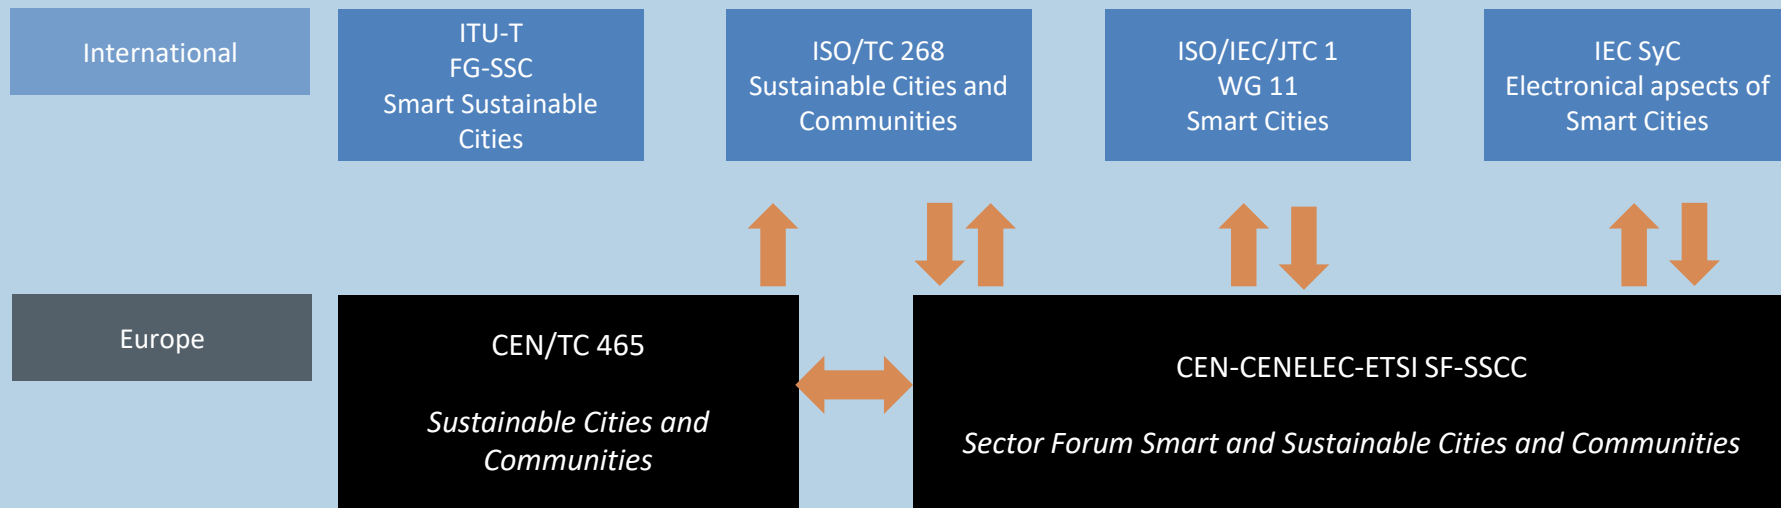 International
ITU-T
FG-SSC
Smart Sustainable
Cities
ISO/TC 268
Sustainable Cities and
Communities
ISO/IEC/JTC 1
WG 11
Smart Cities
IEC SyC
Electronical apsects of
Smart Cities
Europe
CEN/TC 465
Sustainable Cities and
Communities
CEN-CENELEC-ETSI SF-SSCC
Sector Forum Smart and Sustainable Cities and Communities